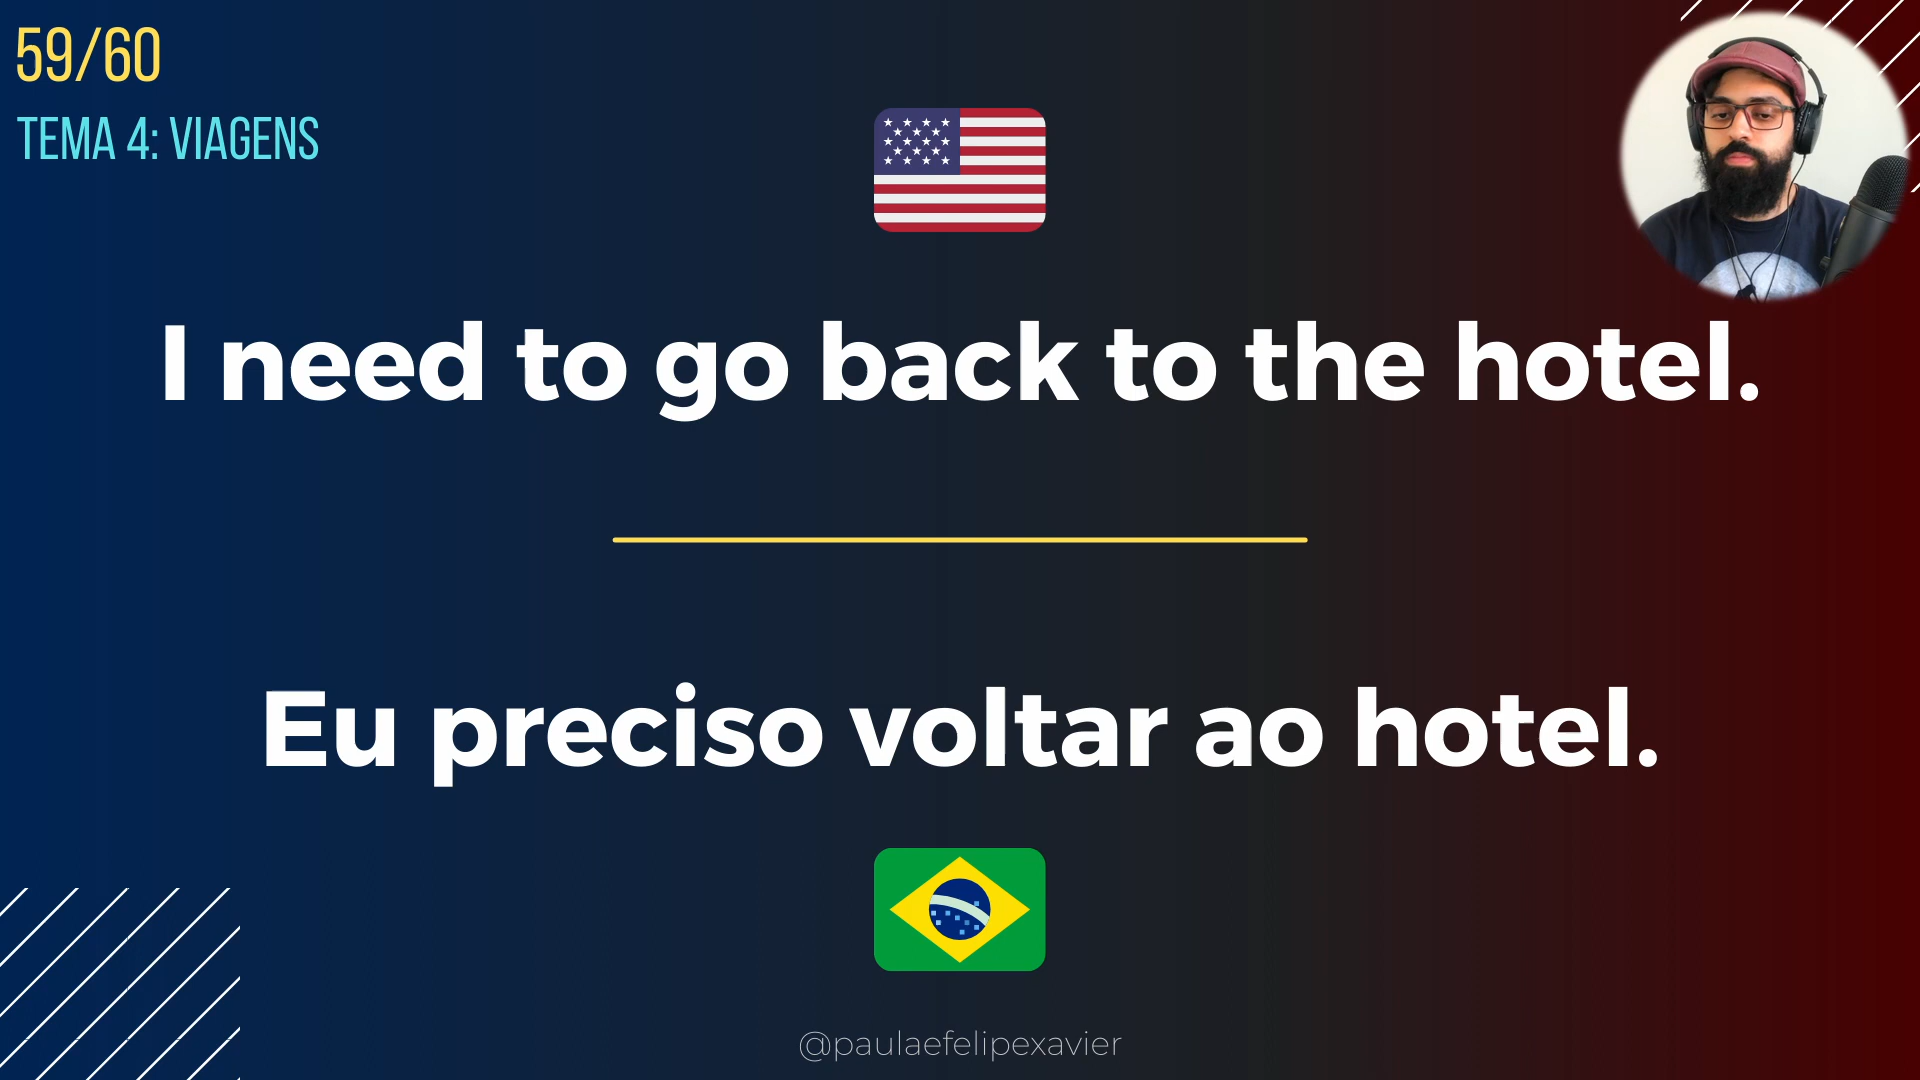 59/60
TEMA 4: VIAGENS
I need to go back to the hotel.
Eu preciso voltar ao hotel.
@paulaefelipexavier